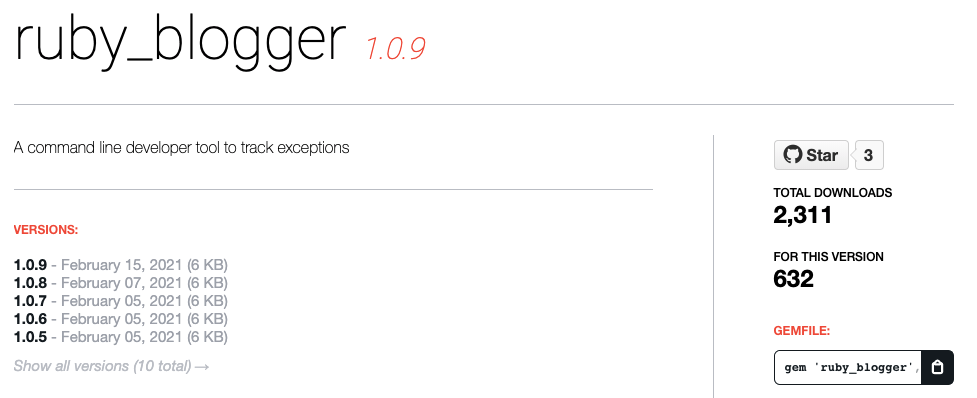 ruby_blogger 1.0.9
A command line developer tool to track exceptions
VERSIONS:
1.0.9 - February 15, 2021 (6 KB)
1.0.8 - February 07, 2021 (6 KB)
1.0.7 - February 05, 2021 (6 KB)
1.0.6 - February 05, 2021 (6 KB)
1.0.5 - February 05, 2021 (6 KB)
Show all versions (10 total) →
Star 3
TOTAL DOWNLOADS
2,311
FOR THIS VERSION
632
GEMFILE:
gem 'ruby_blogger',